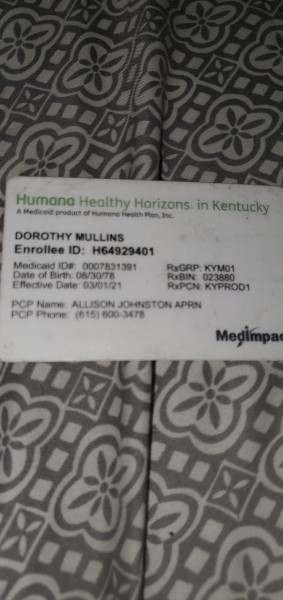 Humana Healthy Horizons® in Kentucky
A Medicaid product of Humana Health Plan, Inc.
DOROTHY MULLINS
Enrollee ID: H64929401
Medicaid ID#: 0007831391 RxGRP: KYM01
Date of Birth: 08/30/78 RxBIN: 023880
Effective Date: 03/01/21 RxPCN: KYPROD1
PCP Name: ALLISON JOHNSTON APRN
PCP Phone: (615) 600-3478
MedImpac